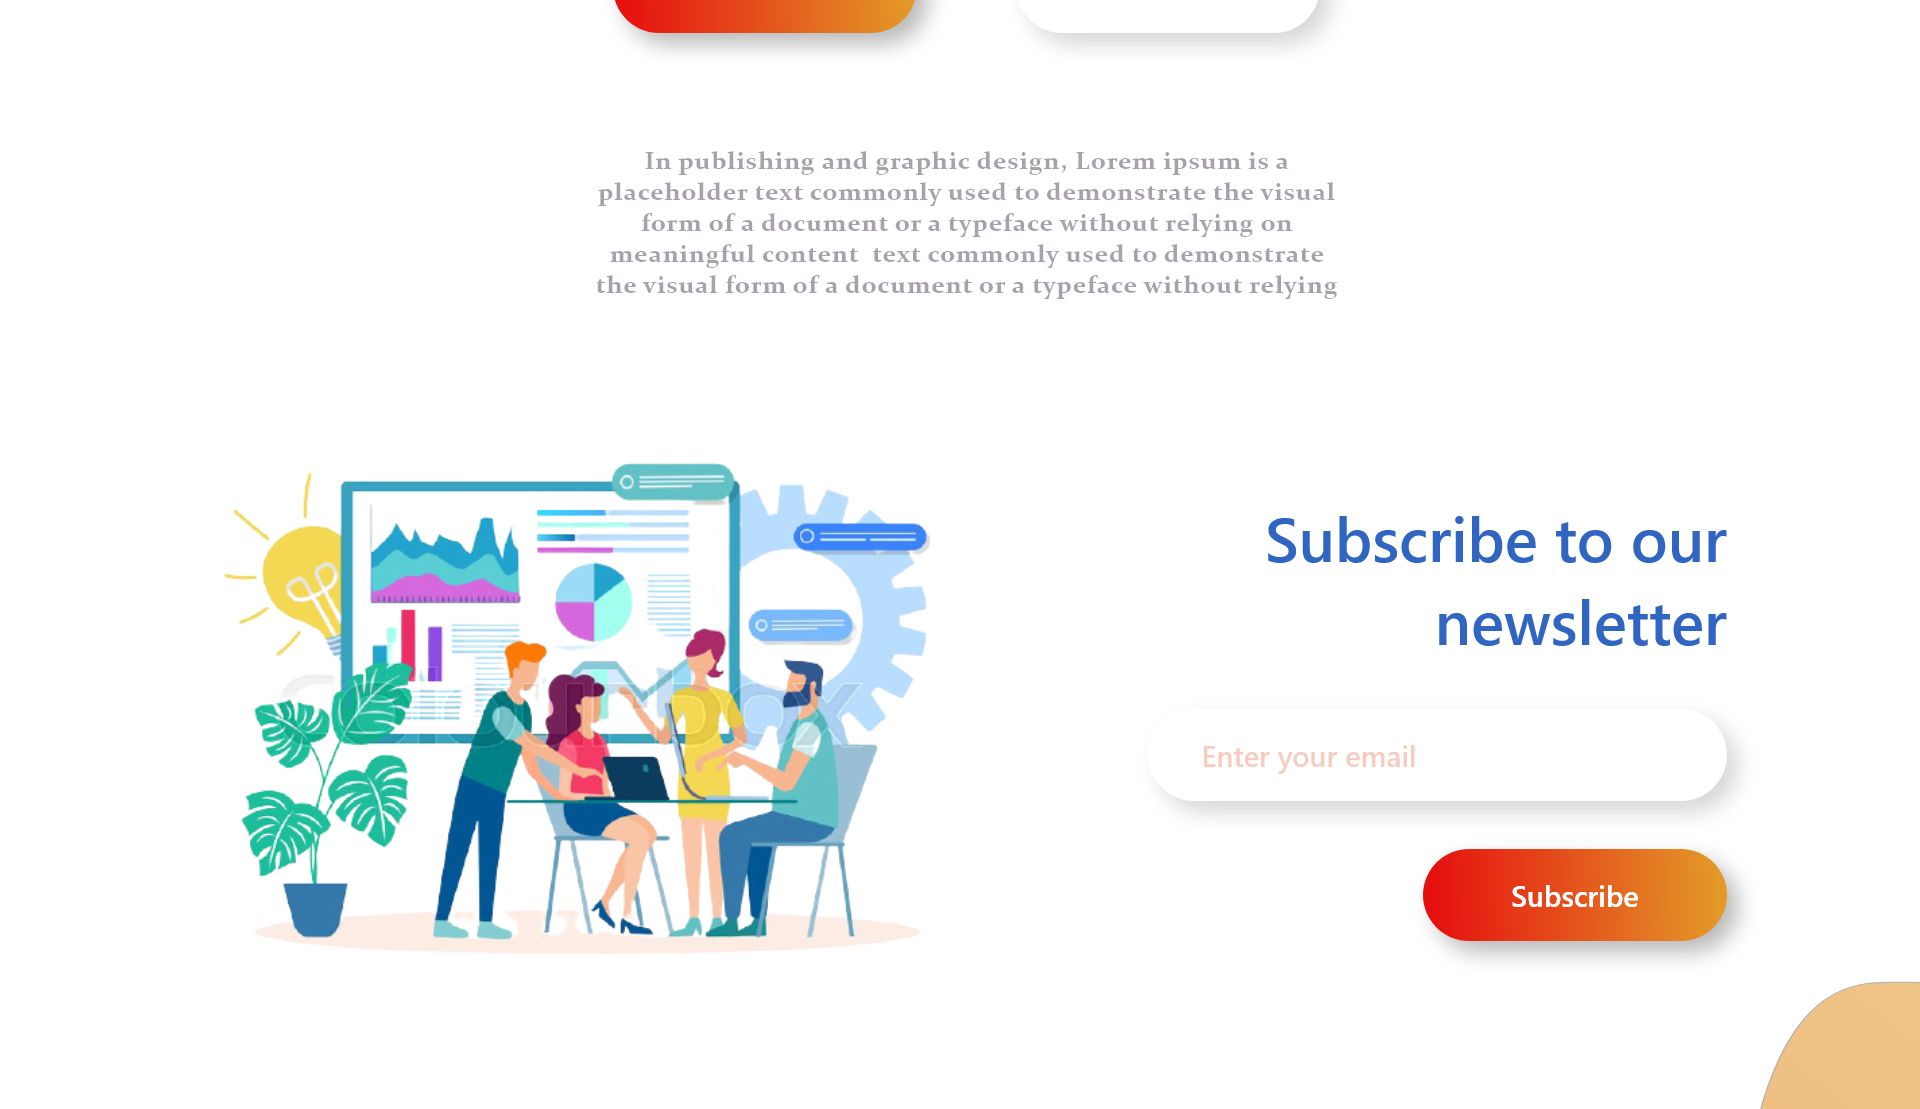 In publishing and graphic design, Lorem ipsum is a
placeholder text commonly used to demonstrate the visual
form of a document or a typeface without relying on
meaningful content  text commonly used to demonstrate
the visual form of a document or a typeface without relying
Subscribe to our
newsletter
Enter your email
Subscribe